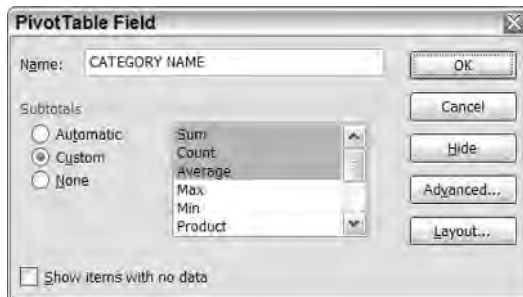 PivotTable Field
Name: CATEGORY NAME
OK
Subtotals
Cancel
Automatic
Custom
None
Sum
Count
Average
Max
Min
Product
Hide
Advanced...
Layout...
Show items with no data